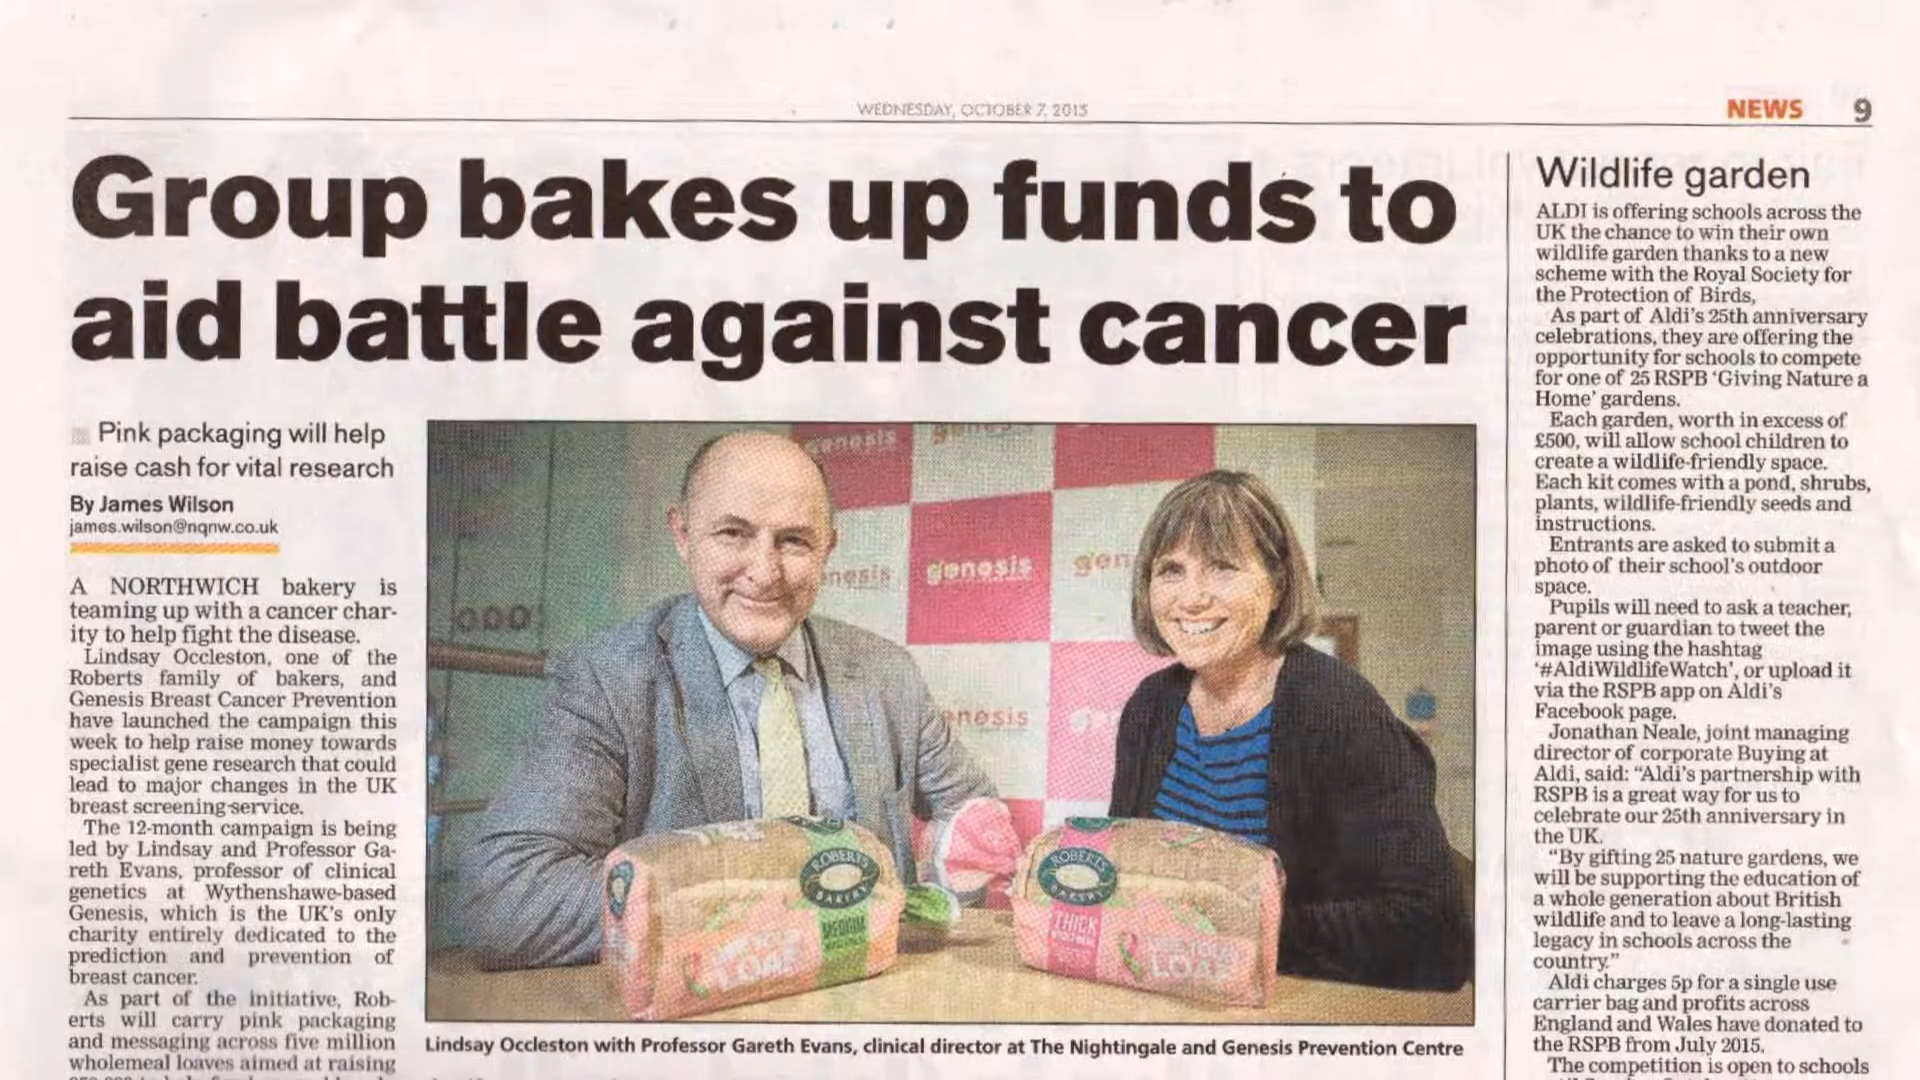 WEDNESDAY, OCTOBER 7, 2015
NEWS 9
Group bakes up funds to
aid battle against cancer
Pink packaging will help
raise cash for vital research
By James Wilson
james.wilson@nqnw.co.uk
A NORTHWICH bakery is
teaming up with a cancer char-
ity to help fight the disease.
Lindsay Occleston, one of the
Roberts family of bakers, and
Genesis Breast Cancer Prevention
have launched the campaign this
week to help raise money towards
specialist gene research that could
lead to major changes in the UK
breast screening service.
The 12-month campaign is being
led by Lindsay and Professor Ga-
reth Evans, professor of clinical
genetics at Wythenshawe-based
Genesis, which is the UK's only
charity entirely dedicated to the
prediction and prevention of
breast cancer.
As part of the initiative, Rob-
erts will carry pink packaging
and messaging across five million
wholemeal loaves aimed at raising
genesis
genesis
genesis
genesis
gen
enesis
ROBERTS
BAKERY
MEDIUM
LOAF
ROBERTS
BAKERY
THICK
LOAF
Lindsay Occleston with Professor Gareth Evans, clinical director at The Nightingale and Genesis Prevention Centre
Wildlife garden
ALDI is offering schools across the
UK the chance to win their own
wildlife garden thanks to a new
scheme with the Royal Society for
the Protection of Birds,
As part of Aldi's 25th anniversary
celebrations, they are offering the
opportunity for schools to compete
for one of 25 RSPB 'Giving Nature a
Home' gardens.
Each garden, worth in excess of
£500, will allow school children to
create a wildlife-friendly space.
Each kit comes with a pond, shrubs,
plants, wildlife-friendly seeds and
instructions.
Entrants are asked to submit a
photo of their school's outdoor
space.
Pupils will need to ask a teacher,
parent or guardian to tweet the
image using the hashtag
'#AldiWildlifeWatch', or upload it
via the RSPB app on Aldi's
Facebook page.
Jonathan Neale, joint managing
director of corporate Buying at
Aldi, said: "Aldi's partnership with
RSPB is a great way for us to
celebrate our 25th anniversary in
the UK.
"By gifting 25 nature gardens, we
will be supporting the education of
a whole generation about British
wildlife and to leave a long-lasting
legacy in schools across the
country."
Aldi charges 5p for a single use
carrier bag and profits across
England and Wales have donated to
the RSPB from July 2015.
The competition is open to schools